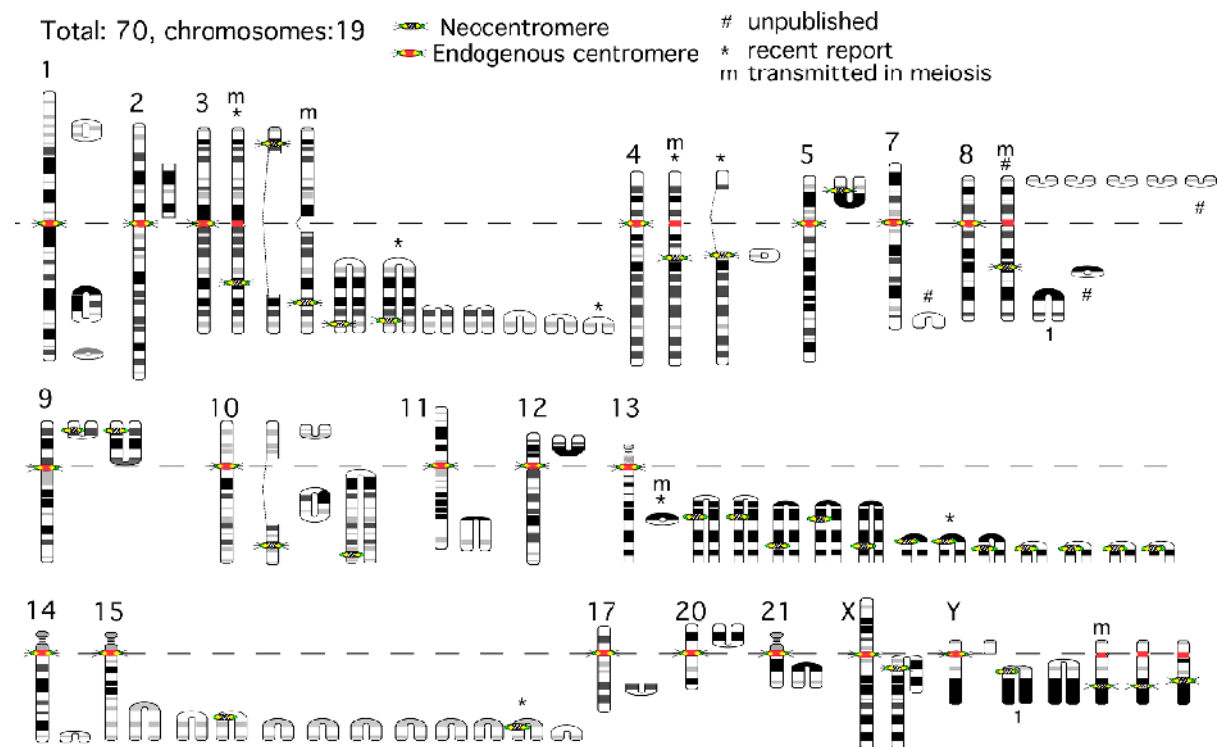 Total: 70, chromosomes:19
Neocentromere
Endogenous centromere
# unpublished
* recent report
m transmitted in meiosis
1
2
3
m
*
m
*
*
4
m
*
*
5
7
#
8
m
#
#
#
1
9
10
11
12
13
m
*
*
14
15
*
17
20
21
X
Y
1
m